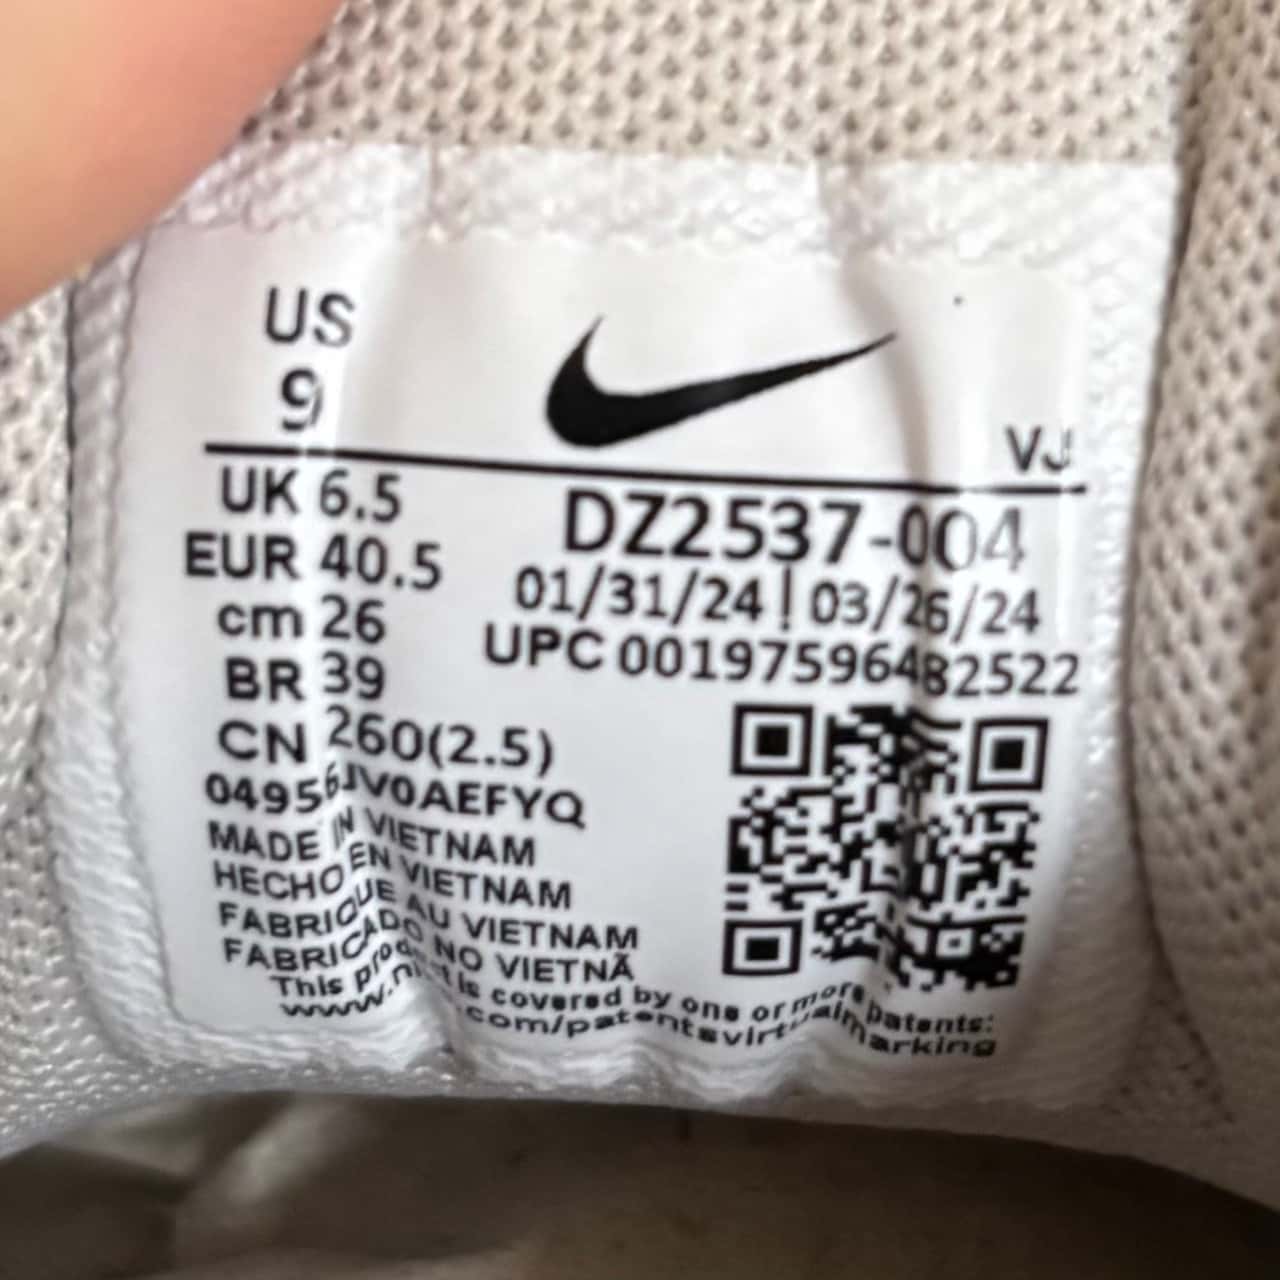 US
9
VJ
UK 6.5
EUR 40.5
cm 26
BR 39
CN 260(2.5)
DZ2537-004
01/31/24 | 03/26/24
UPC 00197596482522
04956JV0AEFYQ
MADE IN VIETNAM
HECHO EN VIETNAM
FABRIQUE AU VIETNAM
FABRICADO NO VIETNÃ
This product is covered by one or more patents:
www.nike.com/patentsvirtualmarking